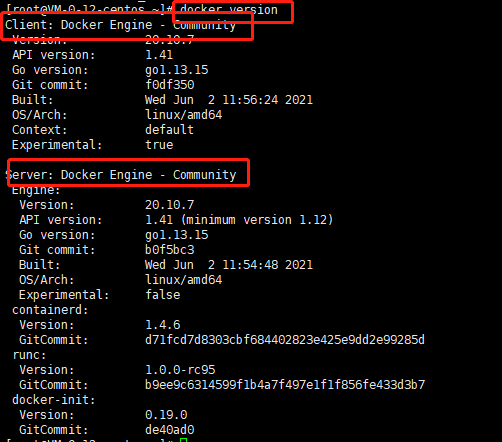 [root@VM-0-12-centos ~]# docker version
Client: Docker Engine - Community
Version: 20.10.7
API version: 1.41
Go version: go1.13.15
Git commit: f0df350
Built: Wed Jun 2 11:56:24 2021
OS/Arch: linux/amd64
Context: default
Experimental: true
Server: Docker Engine - Community
Engine:
Version: 20.10.7
API version: 1.41 (minimum version 1.12)
Go version: go1.13.15
Git commit: b0f5bc3
Built: Wed Jun 2 11:54:48 2021
OS/Arch: linux/amd64
Experimental: false
containerd:
Version: 1.4.6
GitCommit: d71fcd7d8303cbf684402823e425e9dd2e99285d
runc:
Version: 1.0.0-rc95
GitCommit: b9ee9c6314599f1b4a7f497e1f1f856fe433d3b7
docker-init:
Version: 0.19.0
GitCommit: de40ad0
[root@VM-0-12-centos ~]#